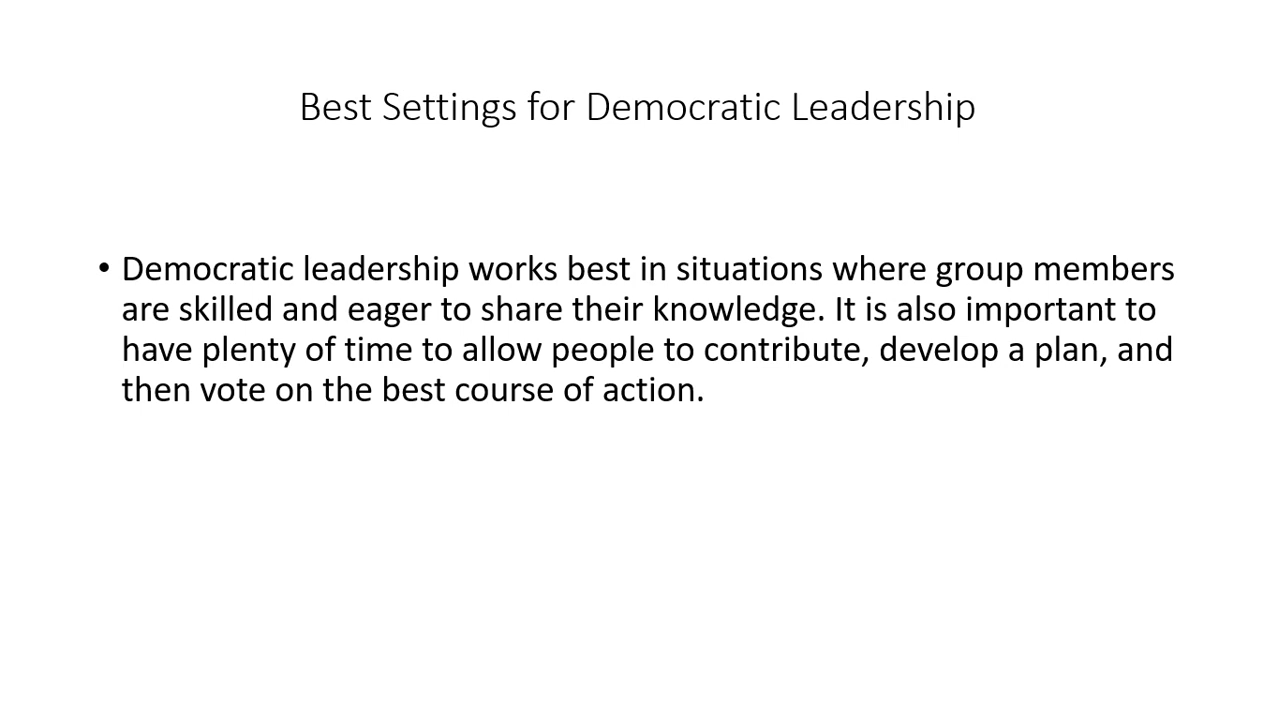 Best Settings for Democratic Leadership
• Democratic leadership works best in situations where group members
are skilled and eager to share their knowledge. It is also important to
have plenty of time to allow people to contribute, develop a plan, and
then vote on the best course of action.